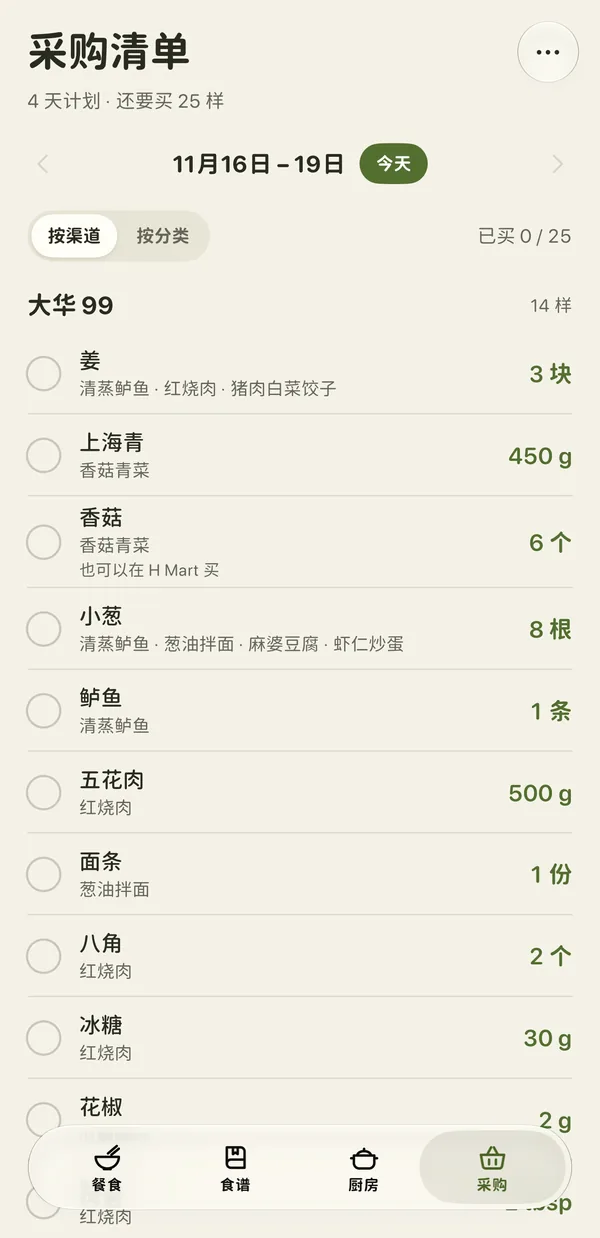 采购清单
4 天计划 · 还要买 25 样
11月16日 – 19日
今天
按渠道
按分类
已买 0 / 25
大华 99
14 样
姜
清蒸鲈鱼 · 红烧肉 · 猪肉白菜饺子
3 块
上海青
香菇青菜
450 g
香菇
香菇青菜
也可以在 H Mart 买
6 个
小葱
清蒸鲈鱼 · 葱油拌面 · 麻婆豆腐 · 虾仁炒蛋
8 根
鲈鱼
清蒸鲈鱼
1 条
五花肉
红烧肉
500 g
面条
葱油拌面
1 份
八角
红烧肉
2 个
冰糖
红烧肉
30 g
花椒
2 g
红烧肉
餐食
食谱
厨房
采购